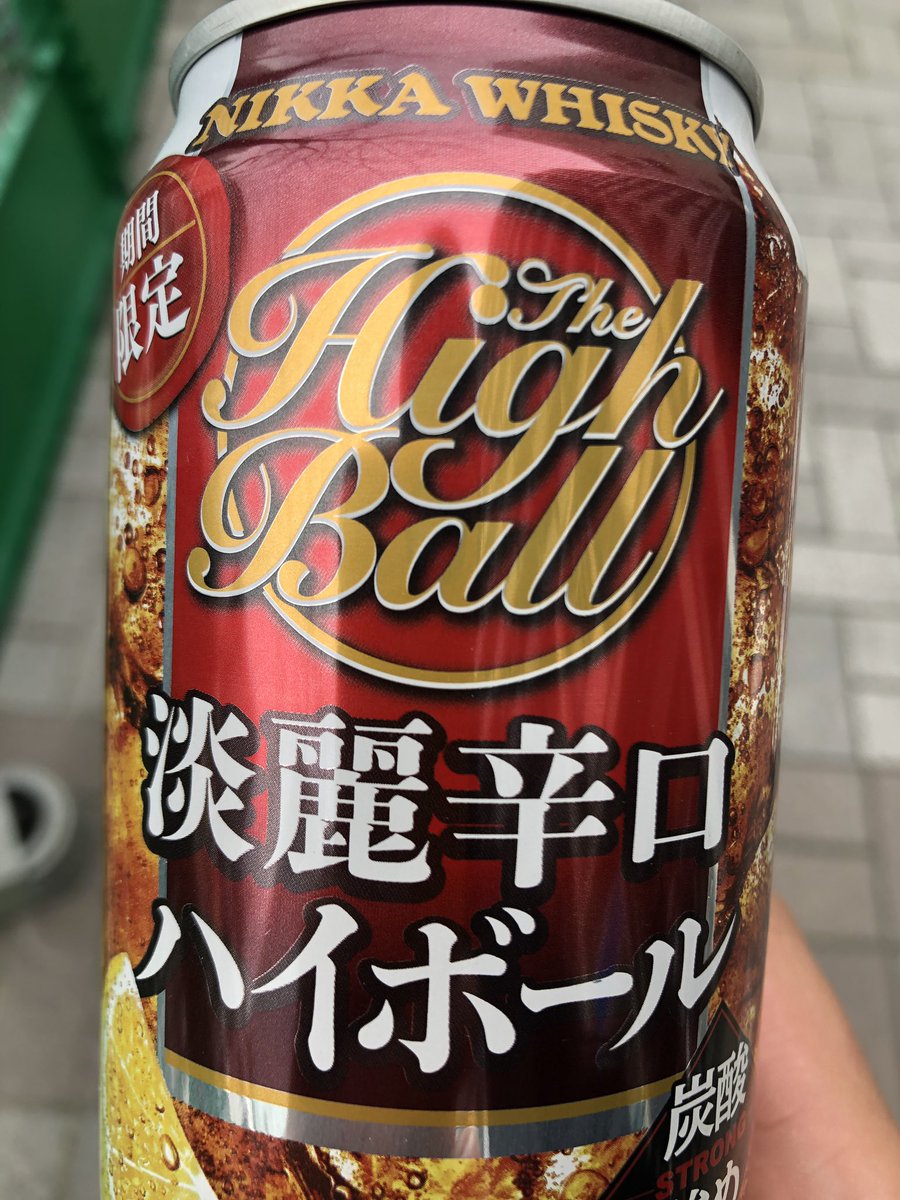 NIKKA WHISKY
期間
限定
The
High
Ball
淡麗辛口
ハイボール
炭酸
STRONG